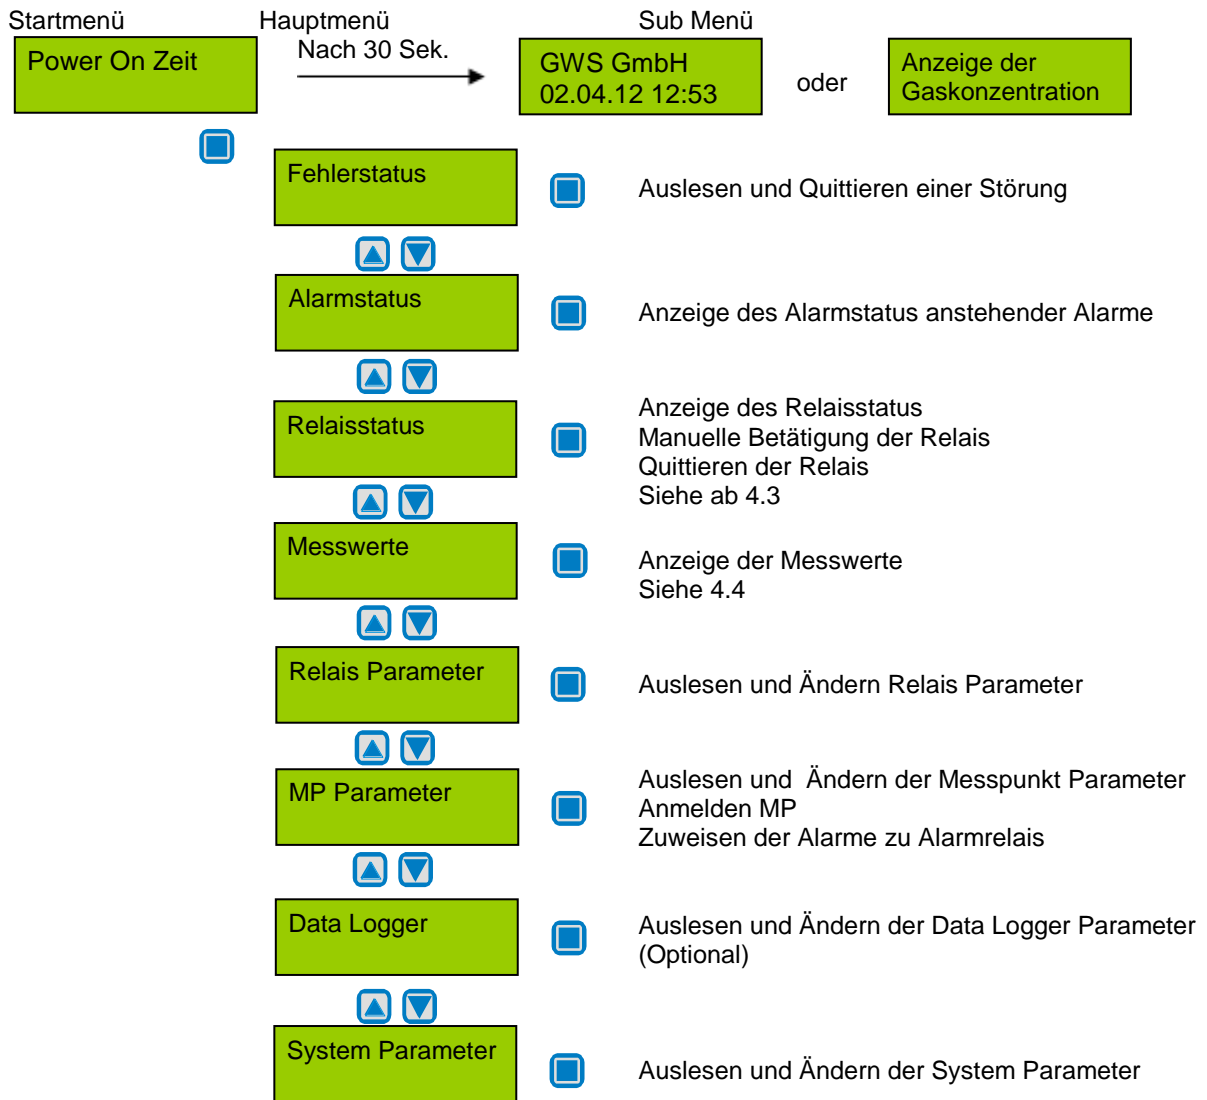 Startmenü Hauptmenü Sub Menü
Power On Zeit
Nach 30 Sek.
GWS GmbH
02.04.12 12:53
oder
Anzeige der
Gaskonzentration
Fehlerstatus
Auslesen und Quittieren einer Störung
Alarmstatus
Anzeige des Alarmstatus anstehender Alarme
Relaisstatus
Anzeige des Relaisstatus
Manuelle Betätigung der Relais
Quittieren der Relais
Siehe ab 4.3
Messwerte
Anzeige der Messwerte
Siehe 4.4
Relais Parameter
Auslesen und Ändern Relais Parameter
MP Parameter
Auslesen und Ändern der Messpunkt Parameter
Anmelden MP
Zuweisen der Alarme zu Alarmrelais
Data Logger
Auslesen und Ändern der Data Logger Parameter
(Optional)
System Parameter
Auslesen und Ändern der System Parameter